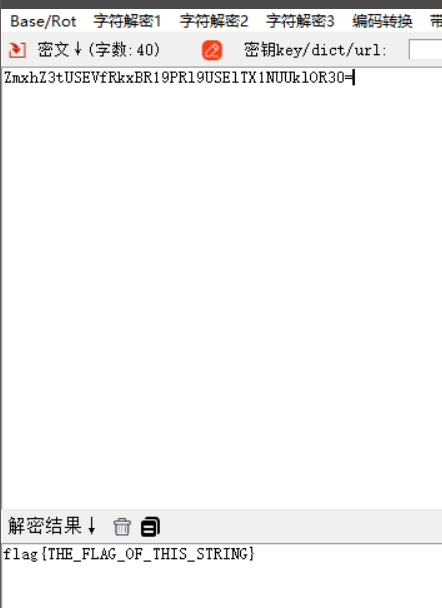 Base/Rot 字符解密1 字符解密2 字符解密3 编码转换
密文↓(字数:40) 密钥key/dict/url:
ZmxhZ3tUSEVfRkxBR19PRl9USElTX1NUUklOR30=
解密结果↓
flag{THE_FLAG_OF_THIS_STRING}